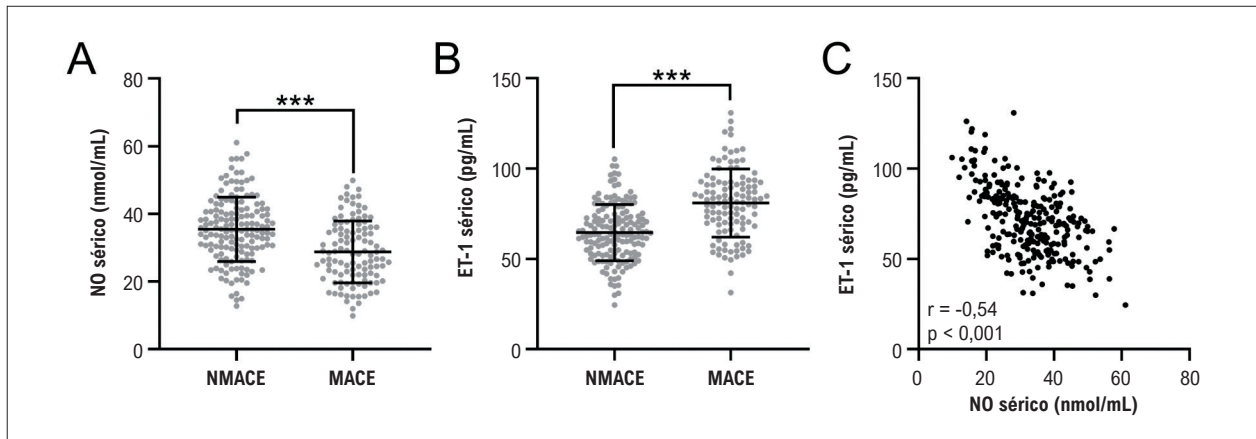 A
NO sérico (nmol/mL)
80
60
40
20
0
***
NMACE
MACE
B
ET-1 sérico (pg/mL)
150
100
50
0
***
NMACE
MACE
C
ET-1 sérico (pg/mL)
150
100
50
0
r = -0,54
p < 0,001
0 20 40 60 80
NO sérico (nmol/mL)